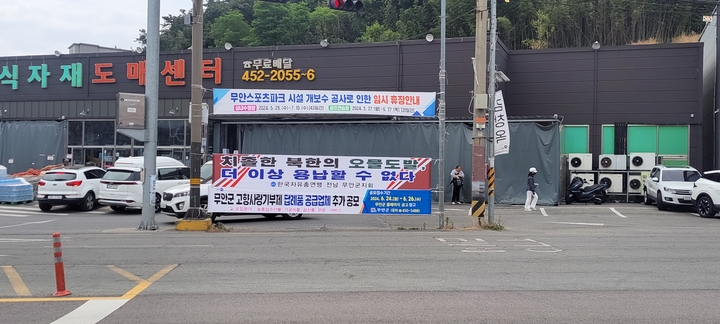 식자재 도매센터
☎무료배달
452-2055~6
무안스포츠파크 시설 개보수 공사로 인한 임시 휴장안내
치졸한 북한의 오물도발,
더 이상 용납할 수 없다
한국자유총연맹 전남 무안군지회
무안군 고향사랑기부제 답례품 공급업체 추가 공모
2024. 6. 24.(월) ~ 6. 26.(수)
무안군